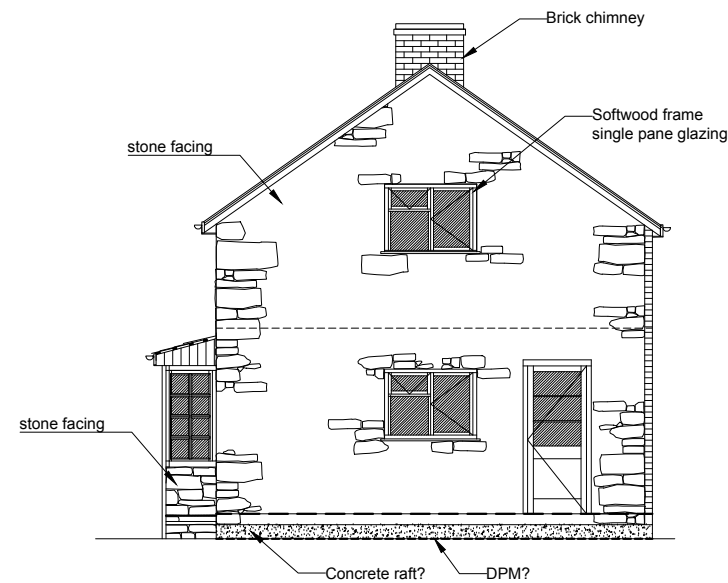 Brick chimney
Softwood frame
single pane glazing
stone facing
stone facing
Concrete raft?
DPM?